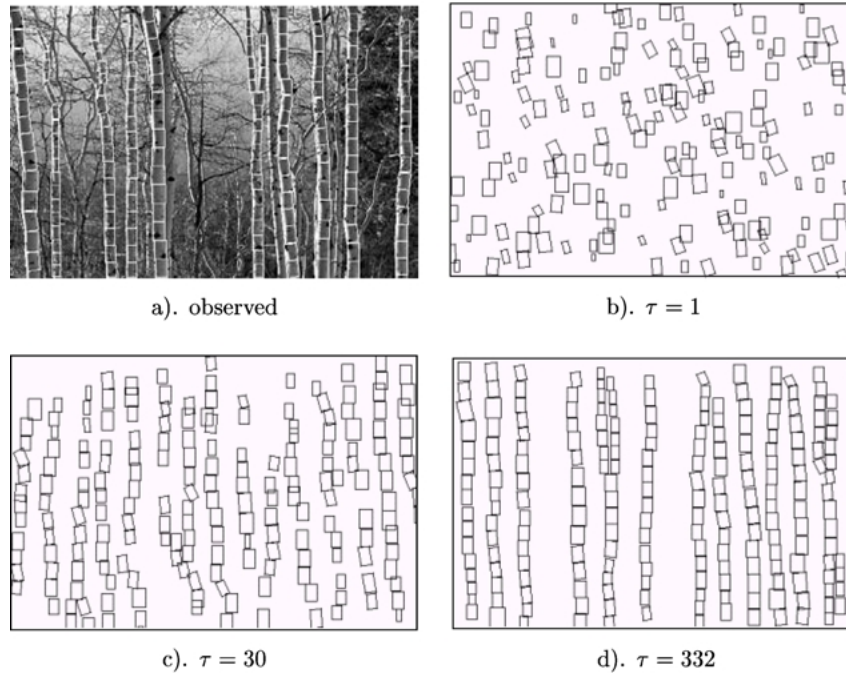 a). observed
b). τ = 1
c). τ = 30
d). τ = 332